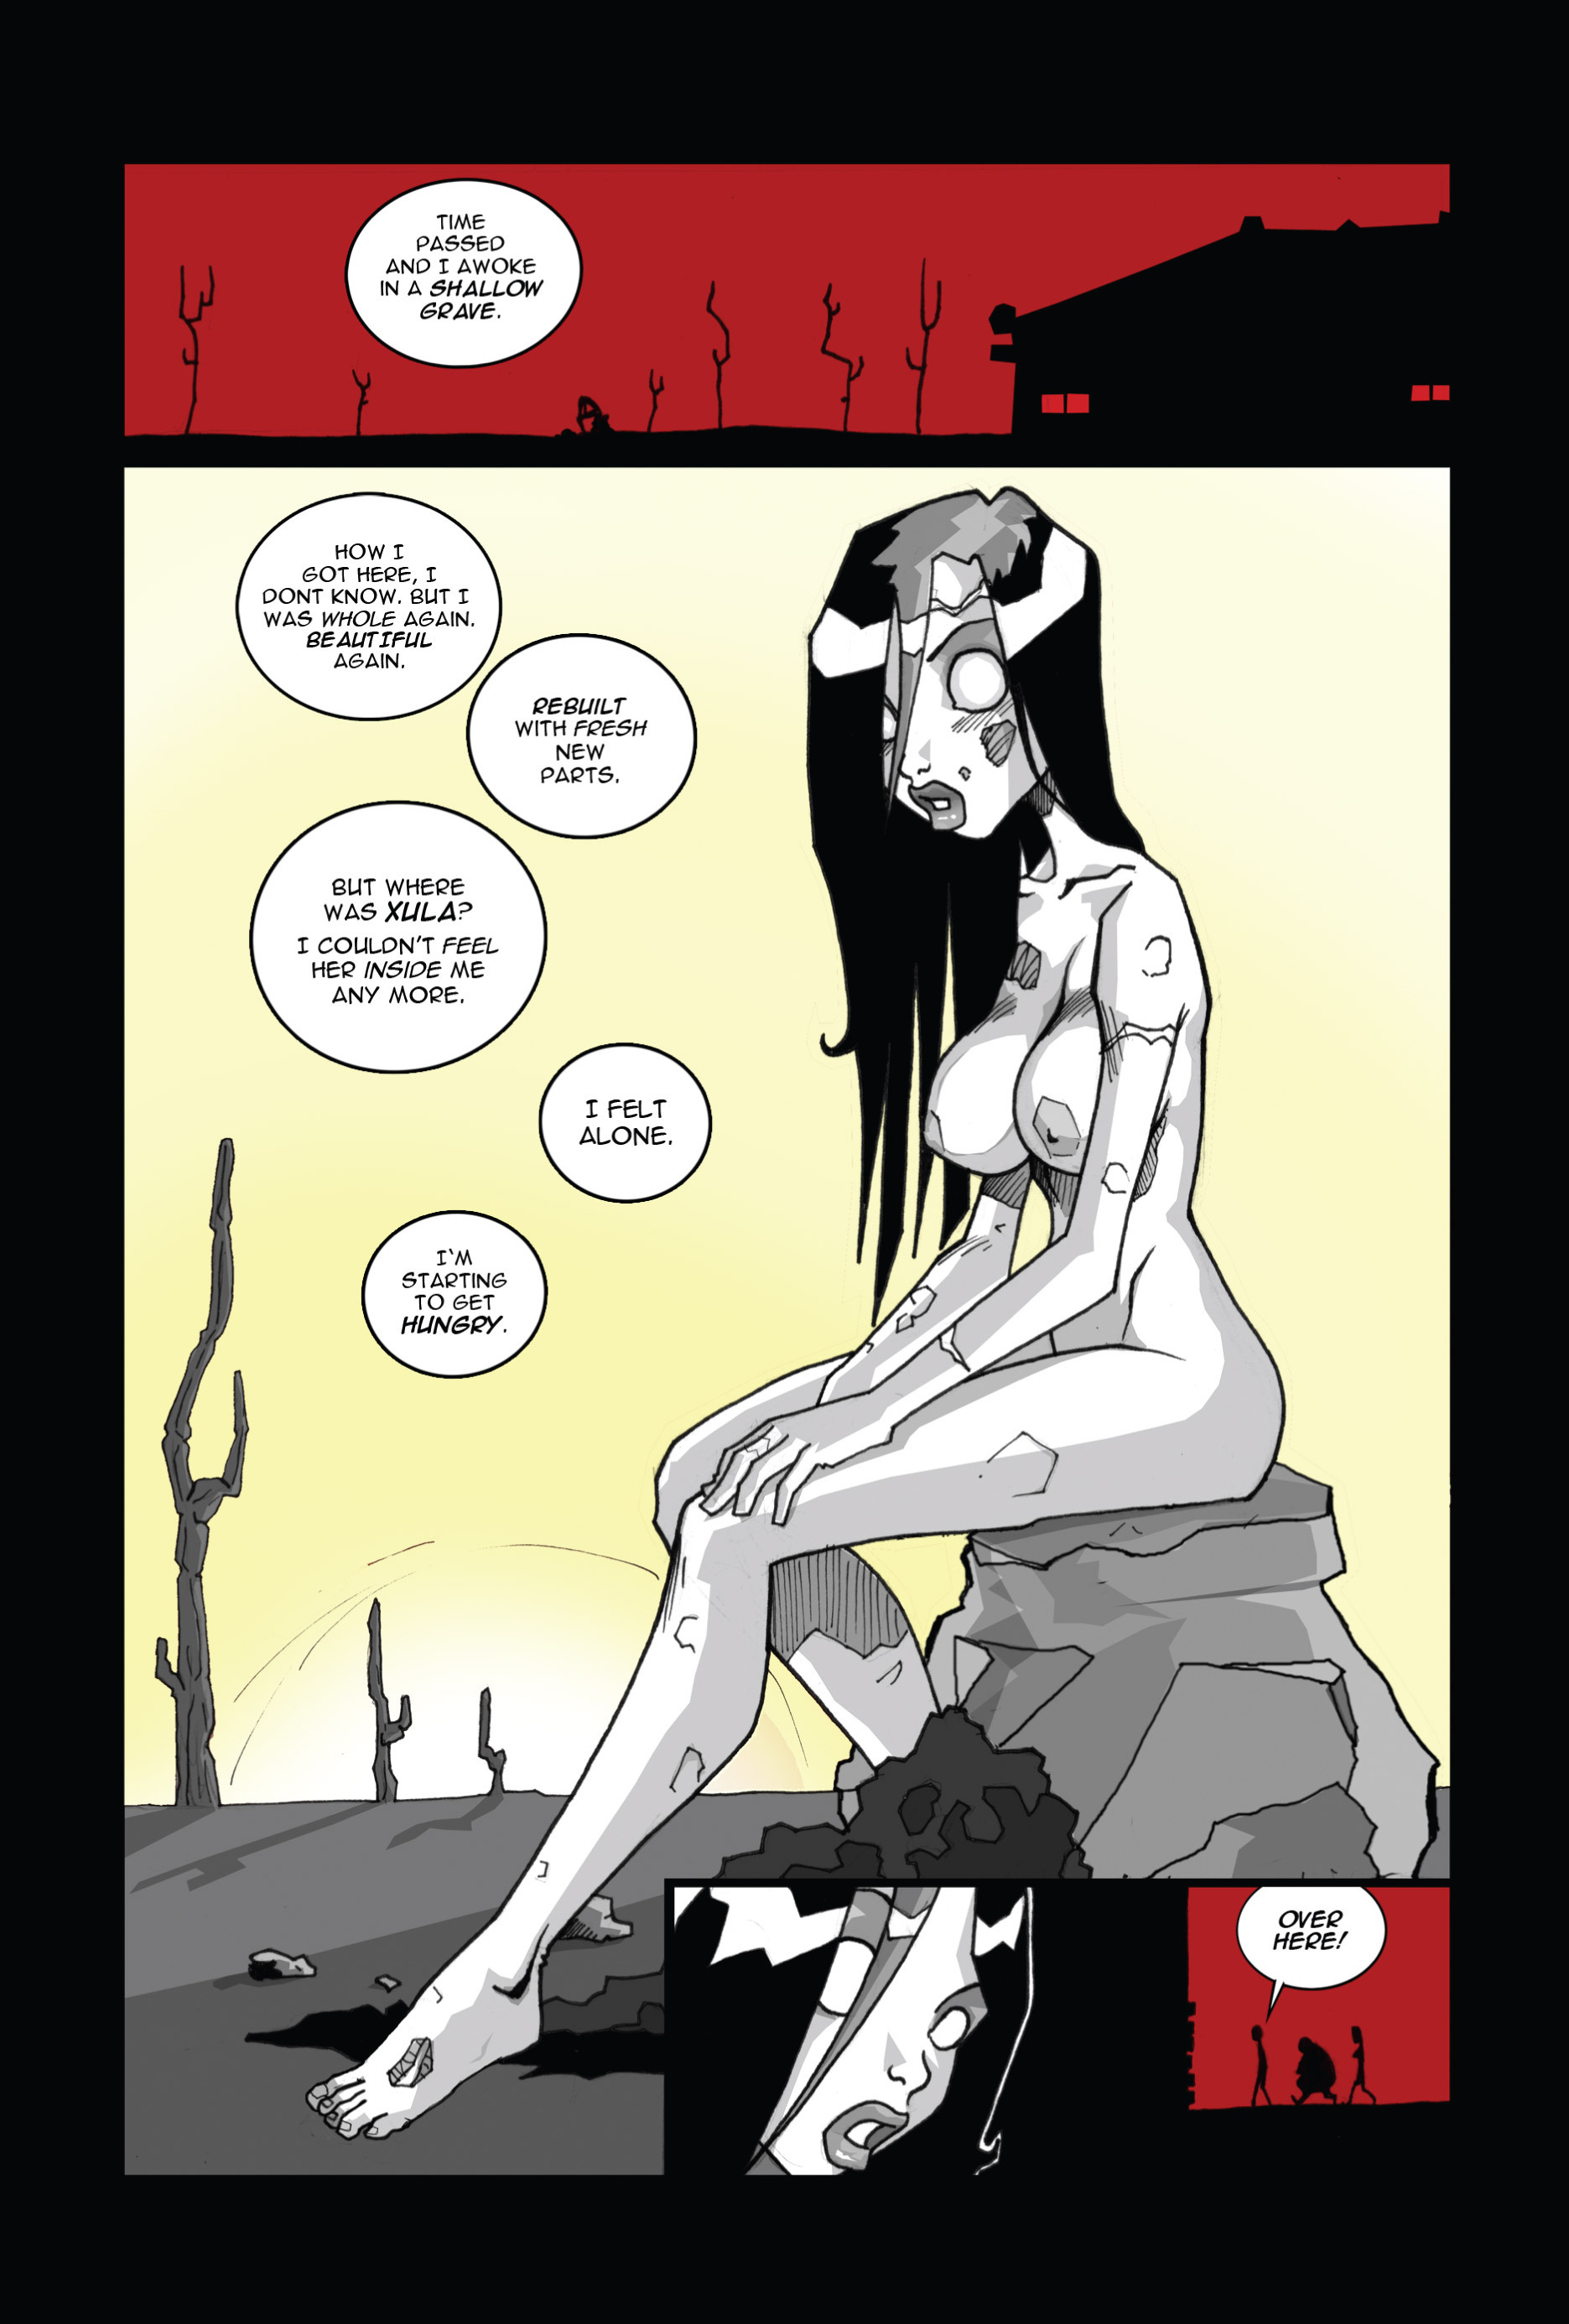 TIME
PASSED
AND I AWOKE
IN A SHALLOW
GRAVE.
HOW I
GOT HERE, I
DONT KNOW. BUT I
WAS WHOLE AGAIN.
BEAUTIFUL
AGAIN.
REBUILT
WITH FRESH
NEW
PARTS.
BUT WHERE
WAS XULA?
I COULDN'T FEEL
HER INSIDE ME
ANY MORE.
I FELT
ALONE.
I'M
STARTING
TO GET
HUNGRY.
OVER
HERE!